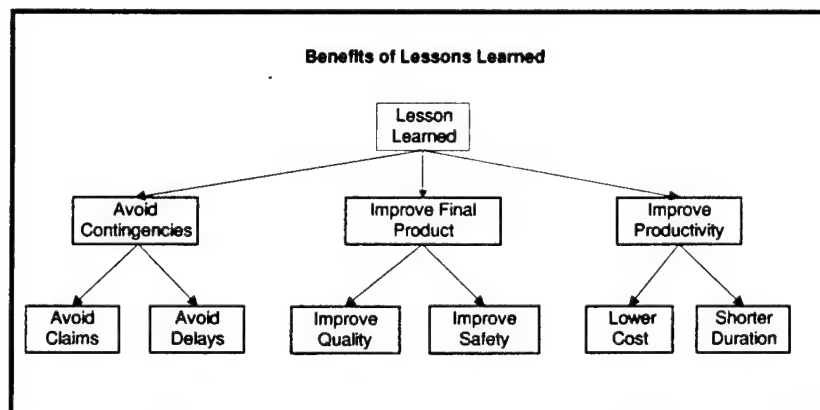 Benefits of Lessons Learned
Lesson
Learned
Avoid
Contingencies
Improve Final
Product
Improve
Productivity
Avoid
Claims
Avoid
Delays
Improve
Quality
Improve
Safety
Lower
Cost
Shorter
Duration